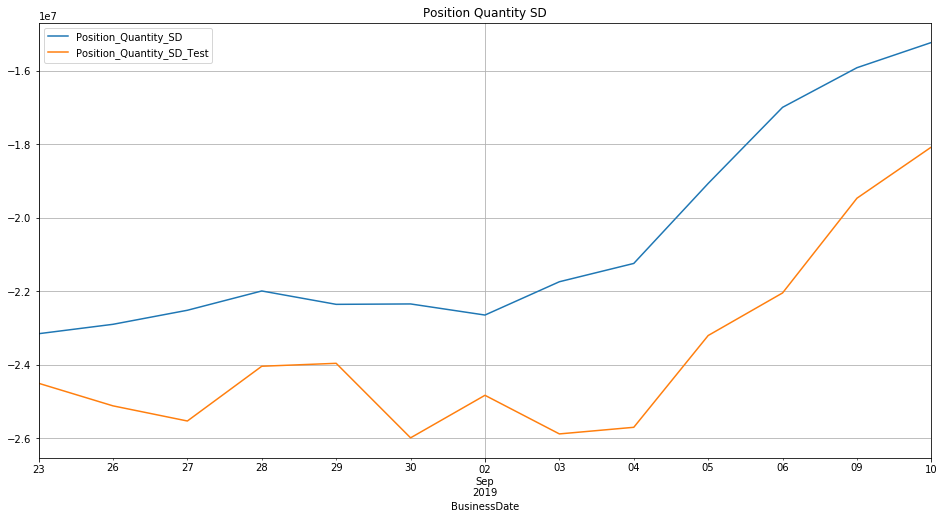 Position Quantity SD
1e7
Position_Quantity_SD
Position_Quantity_SD_Test
−1.6
−1.8
−2.0
−2.2
−2.4
−2.6
23 26 27 28 29 30 02 03 04 05 06 09 10
Sep
2019
BusinessDate